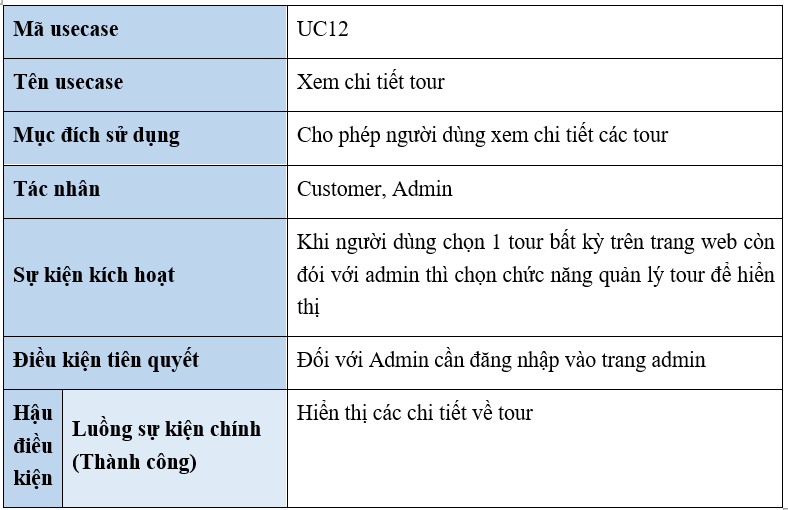 Mã usecase
UC12
Tên usecase
Xem chi tiết tour
Mục đích sử dụng
Cho phép người dùng xem chi tiết các tour
Tác nhân
Customer, Admin
Sự kiện kích hoạt
Khi người dùng chọn 1 tour bất kỳ trên trang web còn
đói với admin thì chọn chức năng quản lý tour để hiển
thị
Điều kiện tiên quyết
Đối với Admin cần đăng nhập vào trang admin
Hậu
điều
kiện
Luồng sự kiện chính
(Thành công)
Hiển thị các chi tiết về tour